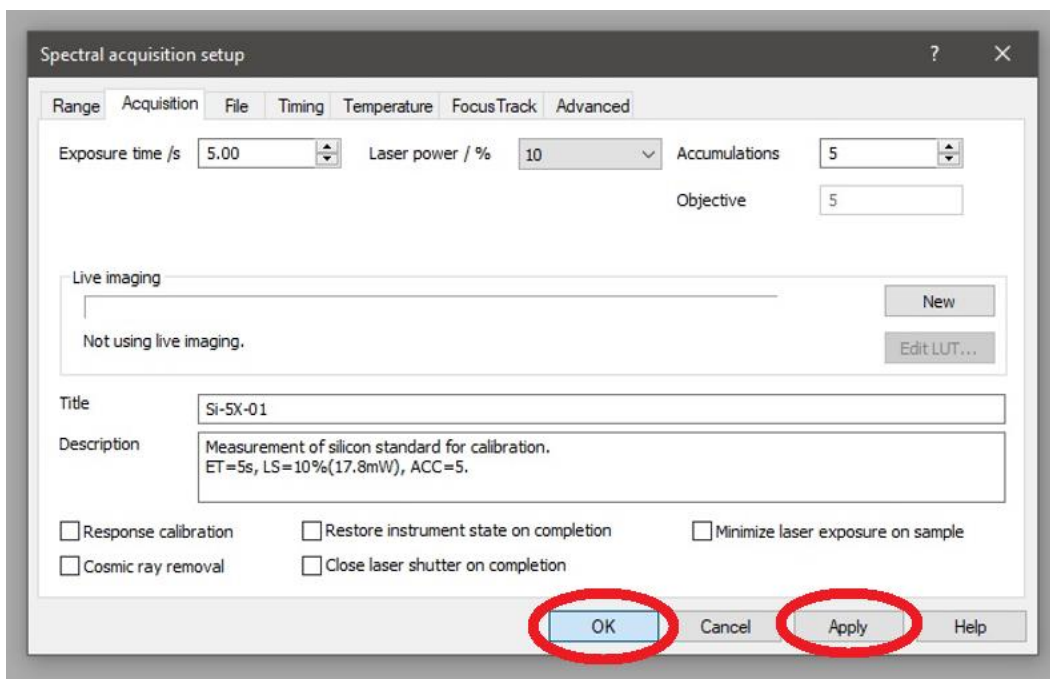 Spectral acquisition setup ? ×
Range Acquisition File Timing Temperature FocusTrack Advanced
Exposure time /s 5.00 Laser power / % 10 Accumulations 5
Objective 5
Live imaging
New
Not using live imaging.
Edit LUT...
Title Si-5X-01
Description Measurement of silicon standard for calibration.
ET=5s, LS=10%(17.8mW), ACC=5.
Response calibration Restore instrument state on completion Minimize laser exposure on sample
Cosmic ray removal Close laser shutter on completion
OK Cancel Apply Help